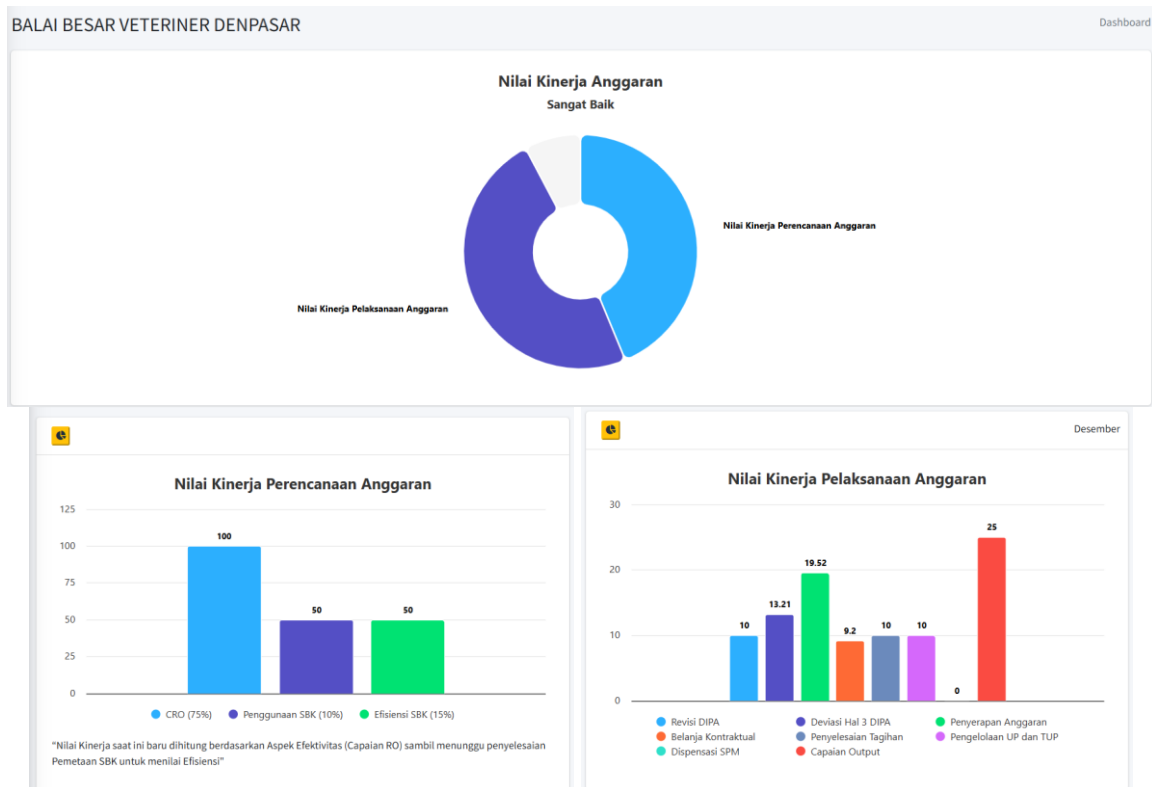 BALAI BESAR VETERINER DENPASAR
Dashboard
Nilai Kinerja Anggaran
Sangat Baik
Nilai Kinerja Perencanaan Anggaran
Nilai Kinerja Pelaksanaan Anggaran
Nilai Kinerja Perencanaan Anggaran
125
100
75
50
25
0
100
50
50
CRO (75%)
Penggunaan SBK (10%)
Efisiensi SBK (15%)
"Nilai Kinerja saat ini baru dihitung berdasarkan Aspek Efektivitas (Capaian RO) sambil menunggu penyelesaian
Pemetaan SBK untuk menilai Efisiensi"
Desember
Nilai Kinerja Pelaksanaan Anggaran
30
20
10
0
10
13.21
19.52
9.2
10
10
0
25
Revisi DIPA
Deviasi Hal 3 DIPA
Penyerapan Anggaran
Belanja Kontraktual
Penyelesaian Tagihan
Pengelolaan UP dan TUP
Dispensasi SPM
Capaian Output